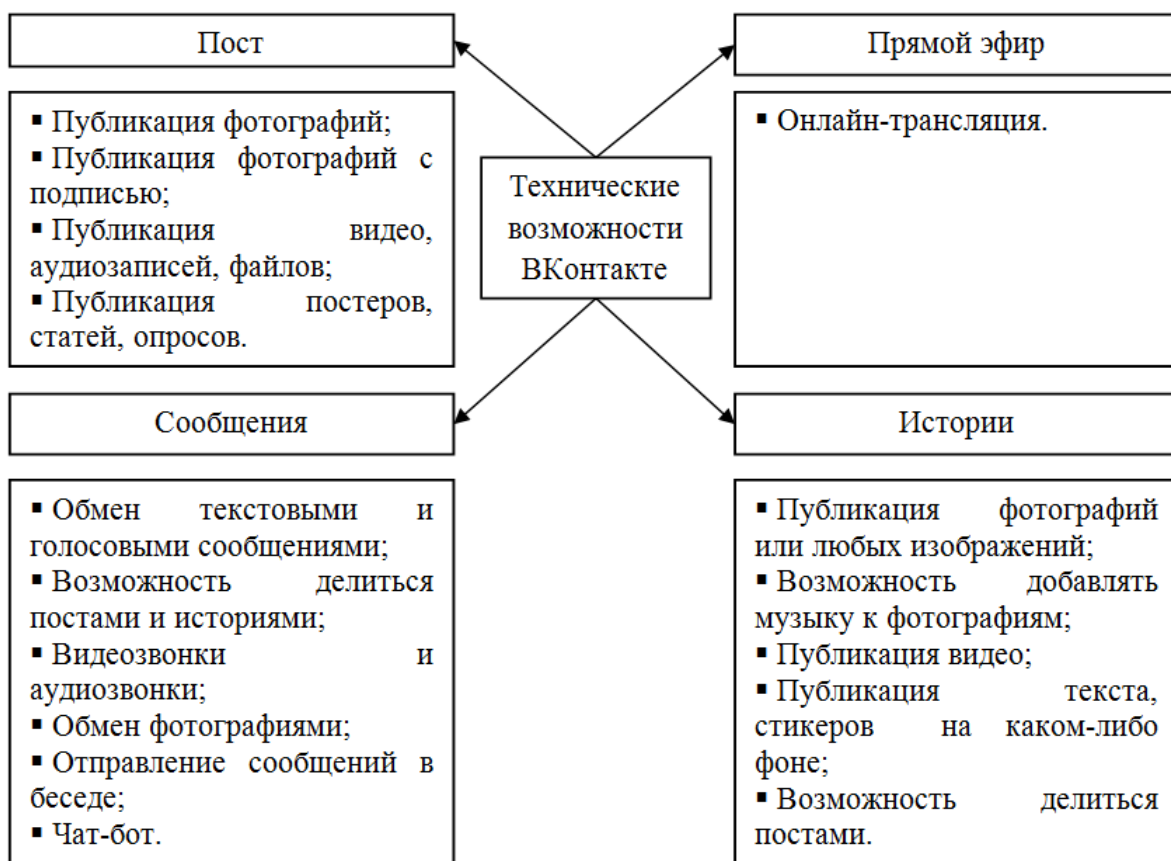 Пост
▪ Публикация фотографий;
▪ Публикация фотографий с
подписью;
▪ Публикация видео,
аудиозаписей, файлов;
▪ Публикация постеров,
статей, опросов.
Прямой эфир
▪ Онлайн-трансляция.
Технические
возможности
ВКонтакте
Сообщения
▪ Обмен текстовыми и
голосовыми сообщениями;
▪ Возможность делиться
постами и историями;
▪ Видеозвонки и
аудиозвонки;
▪ Обмен фотографиями;
▪ Отправление сообщений в
беседе;
▪ Чат-бот.
Истории
▪ Публикация фотографий
или любых изображений;
▪ Возможность добавлять
музыку к фотографиям;
▪ Публикация видео;
▪ Публикация текста,
стикеров на каком-либо
фоне;
▪ Возможность делиться
постами.